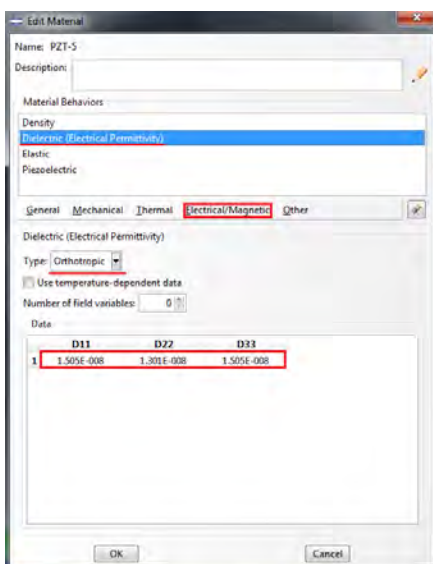 Edit Material
Name: PZT-5
Description:
Material Behaviors
Density
Dielectric (Electrical Permittivity)
Elastic
Piezoelectric
General Mechanical Thermal Electrical/Magnetic Other
Dielectric (Electrical Permittivity)
Type: Orthotropic
Use temperature-dependent data
Number of field variables: 0
Data
D11 D22 D33
1 1.505E-008 1.301E-008 1.505E-008
OK Cancel